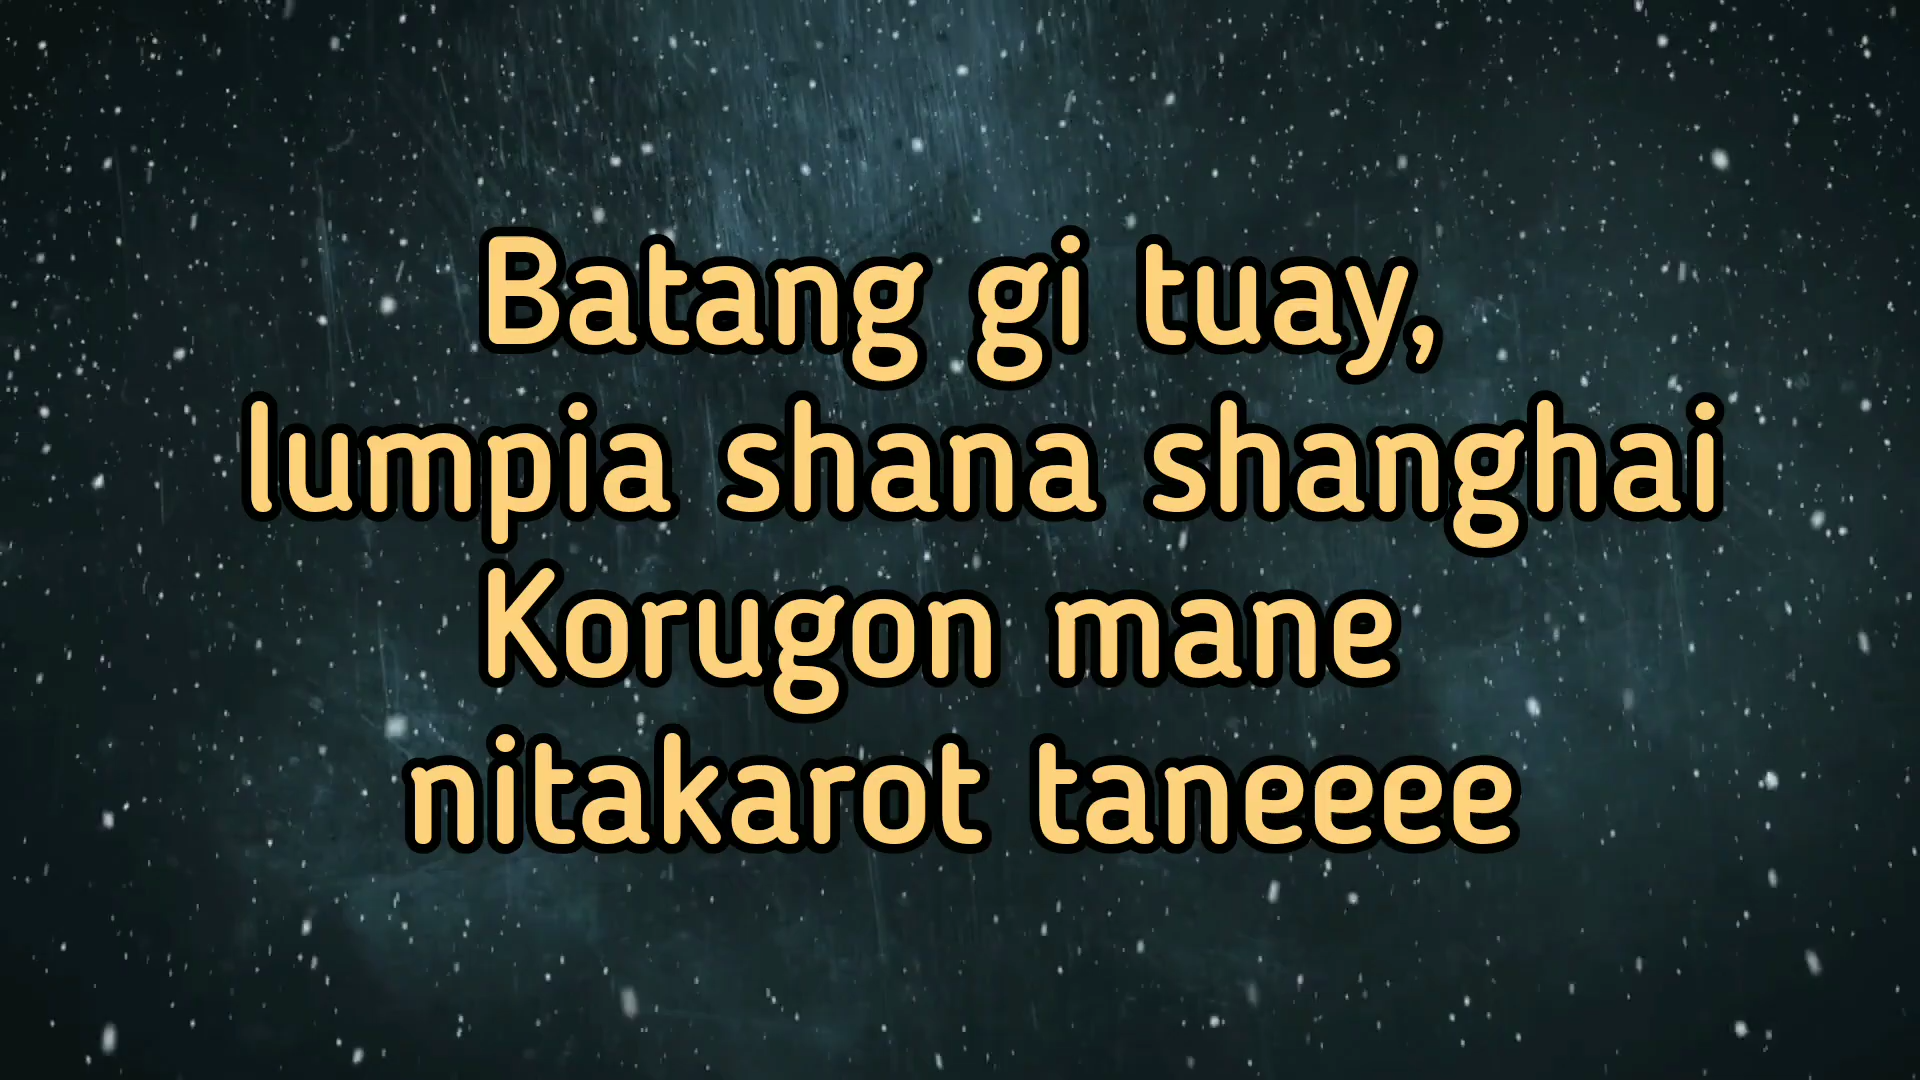 Batang gi tuay,
lumpia shana shanghai
Korugon mane
nitakarot taneeee